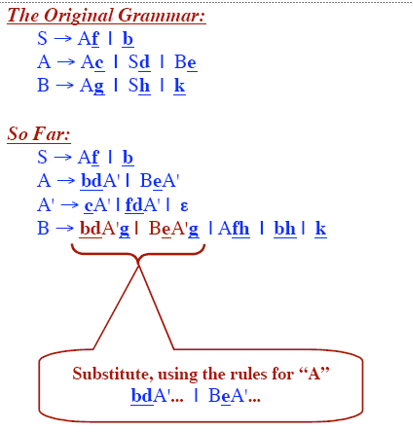 The Original Grammar:
S → Af | b
A → Ac | Sd | Be
B → Ag | Sh | k
So Far:
S → Af | b
A → bdA' | BeA'
A' → cA' | fdA' | ε
B → bdA'g | BeA'g | Afh | bh | k
Substitute, using the rules for “A”
bdA'... | BeA'...